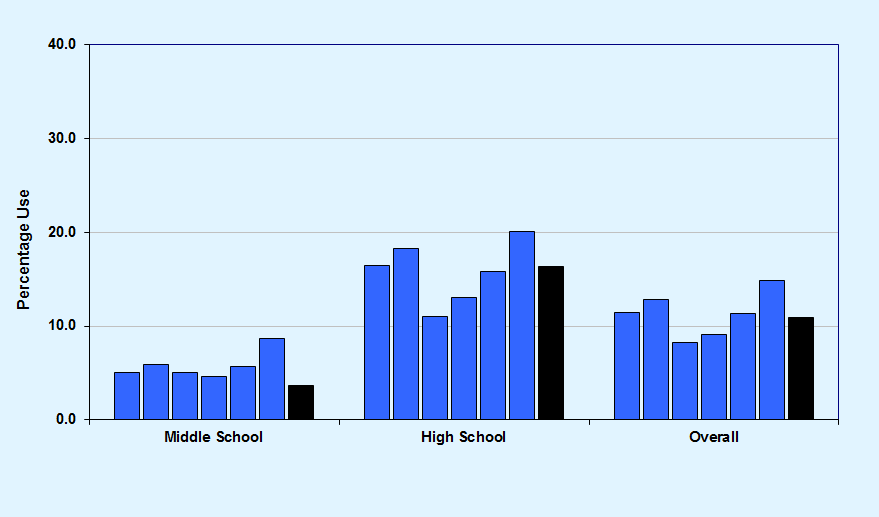 40.0
30.0
20.0
10.0
0.0
Percentage Use
Middle School
High School
Overall